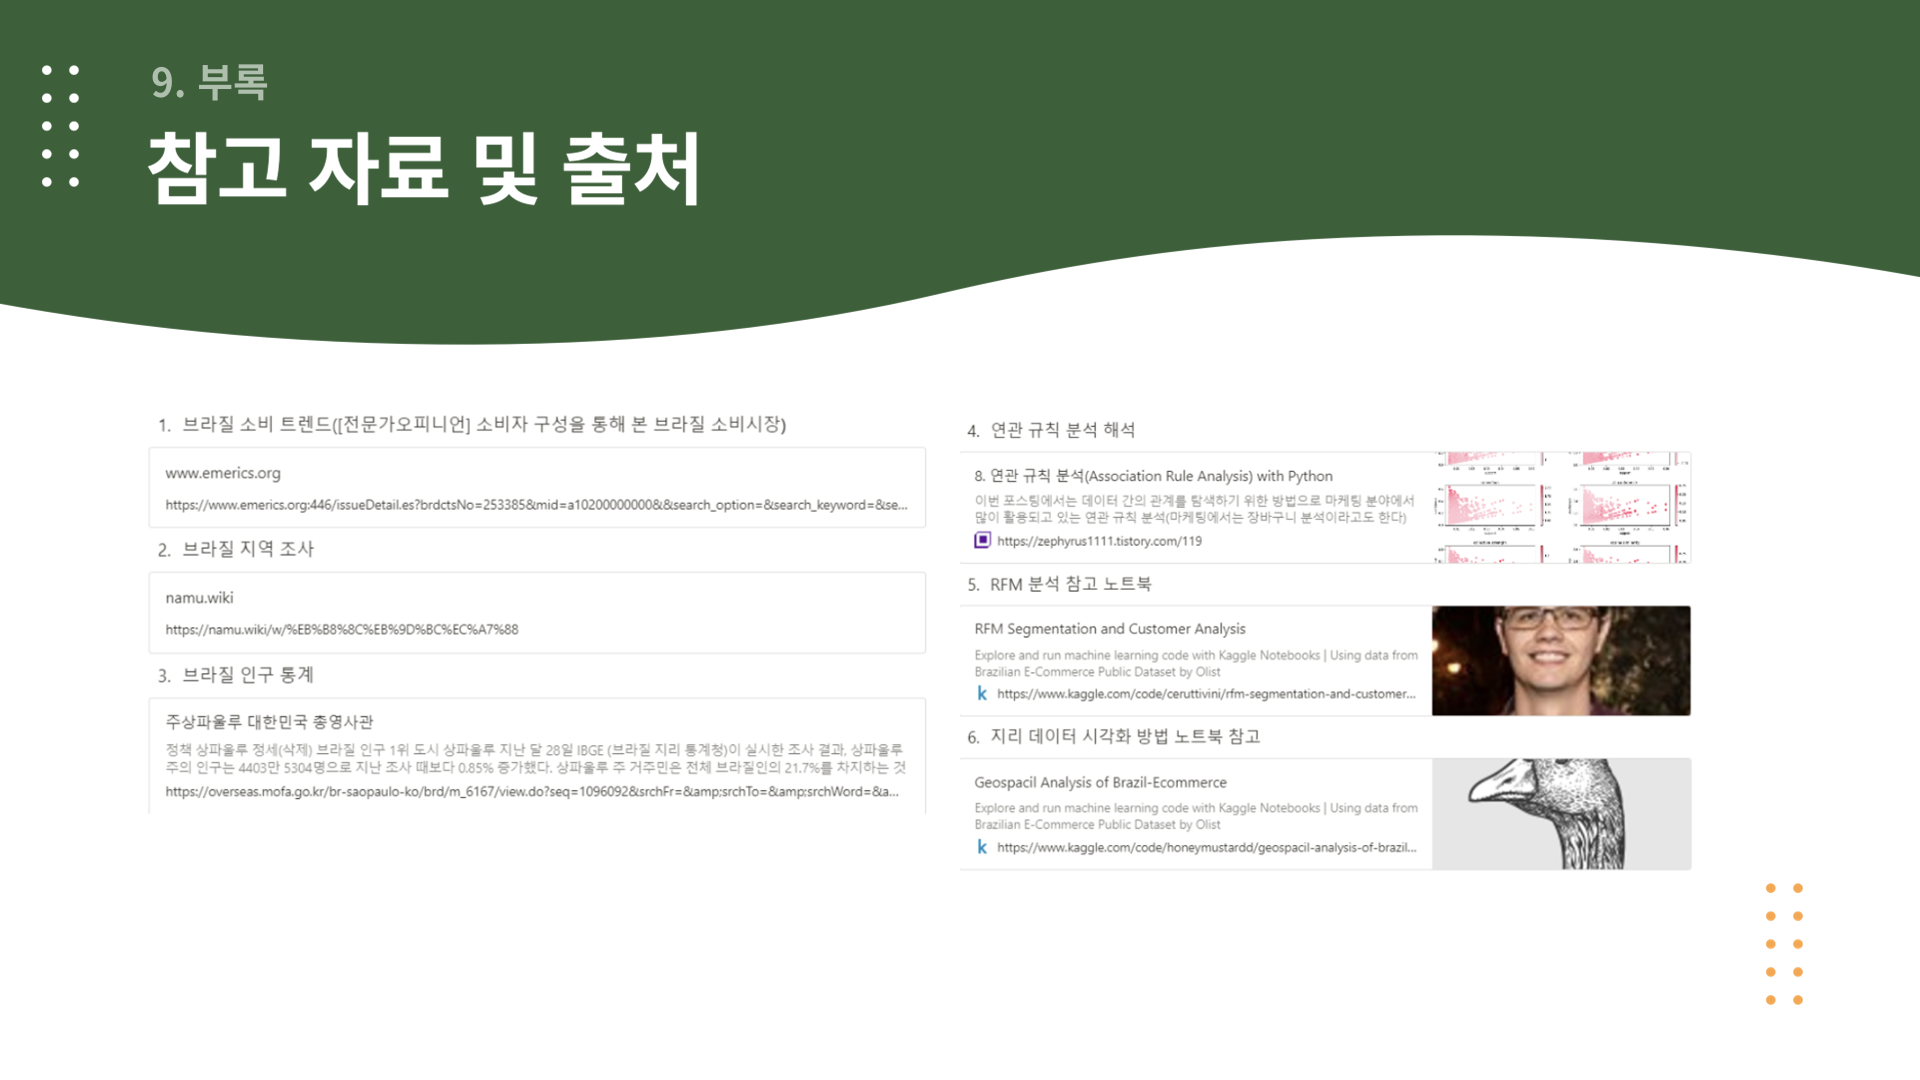 9. 부록
참고 자료 및 출처
1. 브라질 소비 트렌드([전문가오피니언] 소비자 구성을 통해 본 브라질 소비시장)
www.emerics.org
https://www.emerics.org:446/issueDetail.es?brdctsNo=253385&mid=a10200000000&&search_option=&search_keyword=&se...
2. 브라질 지역 조사
namu.wiki
https://namu.wiki/w/%EB%B8%8C%EB%9D%BC%EC%A7%88
3. 브라질 인구 통계
주상파울루 대한민국 총영사관
정책 상파울루 정세(삭제) 브라질 인구 1위 도시 상파울루 지난 달 28일 IBGE (브라질 지리 통계청)이 실시한 조사 결과, 상파울루
주의 인구는 4403만 5304명으로 지난 조사 때보다 0.85% 증가했다. 상파울루 주 거주민은 전체 브라질인의 21.7%를 차지하는 것
https://overseas.mofa.go.kr/br-saopaulo-ko/brd/m_6167/view.do?seq=1096092&srchFr=&amp;srchTo=&amp;srchWord=&a...
4. 연관 규칙 분석 해석
8. 연관 규칙 분석(Association Rule Analysis) with Python
이번 포스팅에서는 데이터 간의 관계를 탐색하기 위한 방법으로 마케팅 분야에서
많이 활용되고 있는 연관 규칙 분석(마케팅에서는 장바구니 분석이라고도 한다)
https://zephyrus1111.tistory.com/119
5. RFM 분석 참고 노트북
RFM Segmentation and Customer Analysis
Explore and run machine learning code with Kaggle Notebooks | Using data from
Brazilian E-Commerce Public Dataset by Olist
k https://www.kaggle.com/code/ceruttivini/rfm-segmentation-and-customer...
6. 지리 데이터 시각화 방법 노트북 참고
Geospacil Analysis of Brazil-Ecommerce
Explore and run machine learning code with Kaggle Notebooks | Using data from
Brazilian E-Commerce Public Dataset by Olist
k https://www.kaggle.com/code/honeymustardd/geospacil-analysis-of-brazil...